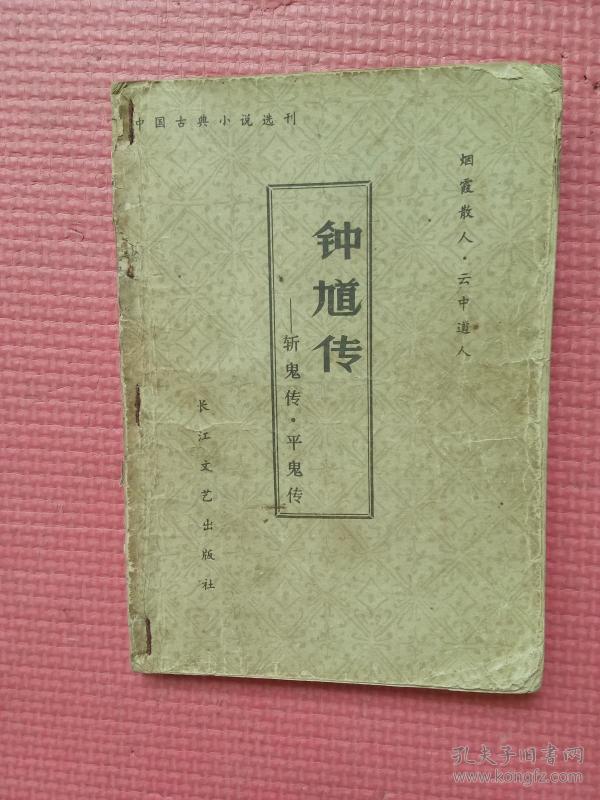 中国古典小说选刊
烟霞散人·云中道人
钟馗传
——斩鬼传·平鬼传
长江文艺出版社
孔夫子旧书网
www.kongfz.com